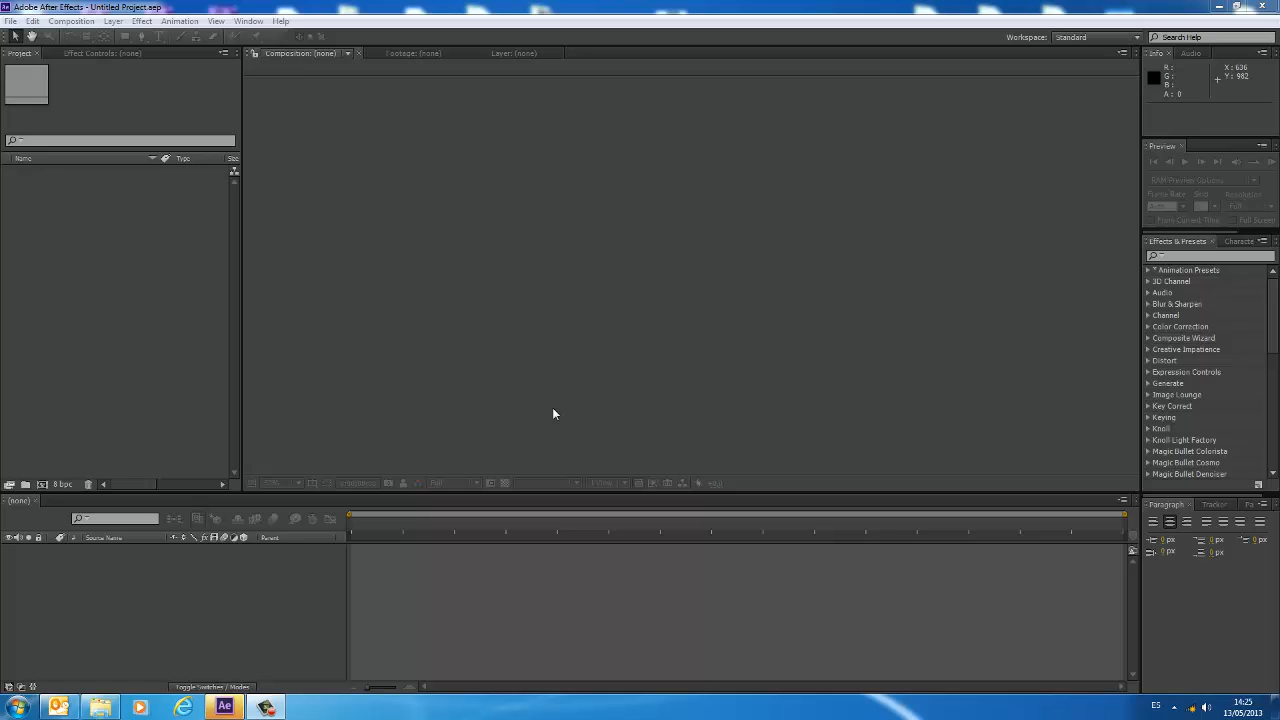 Adobe After Effects - Untitled Project.aep
File Edit Composition Layer Effect Animation View Window Help
Workspace: Standard Search Help
Project Effect Controls: (none) Composition: (none) Footage: (none) Layer: (none) Info Audio
R: X: 636
G: Y: 982
B:
A: 0
Preview
Name Type Size
RAM Preview Options
Frame Rate Skip Resolution
Auto Full
From Current Time Full Screen
Effects & Presets Characte
* Animation Presets
3D Channel
Audio
Blur & Sharpen
Channel
Color Correction
Composite Wizard
Creative Impatience
Distort
Expression Controls
Generate
Image Lounge
Key Correct
Keying
Knoll
Knoll Light Factory
Magic Bullet Colorista
Magic Bullet Cosmo
Magic Bullet Denoiser
8 bpc Full 1 View
(none) Paragraph Tracker Pa
# Source Name Parent
0 px 0 px 0 px
0 px 0 px
Toggle Switches / Modes
Ae ES 14:25
13/05/2013